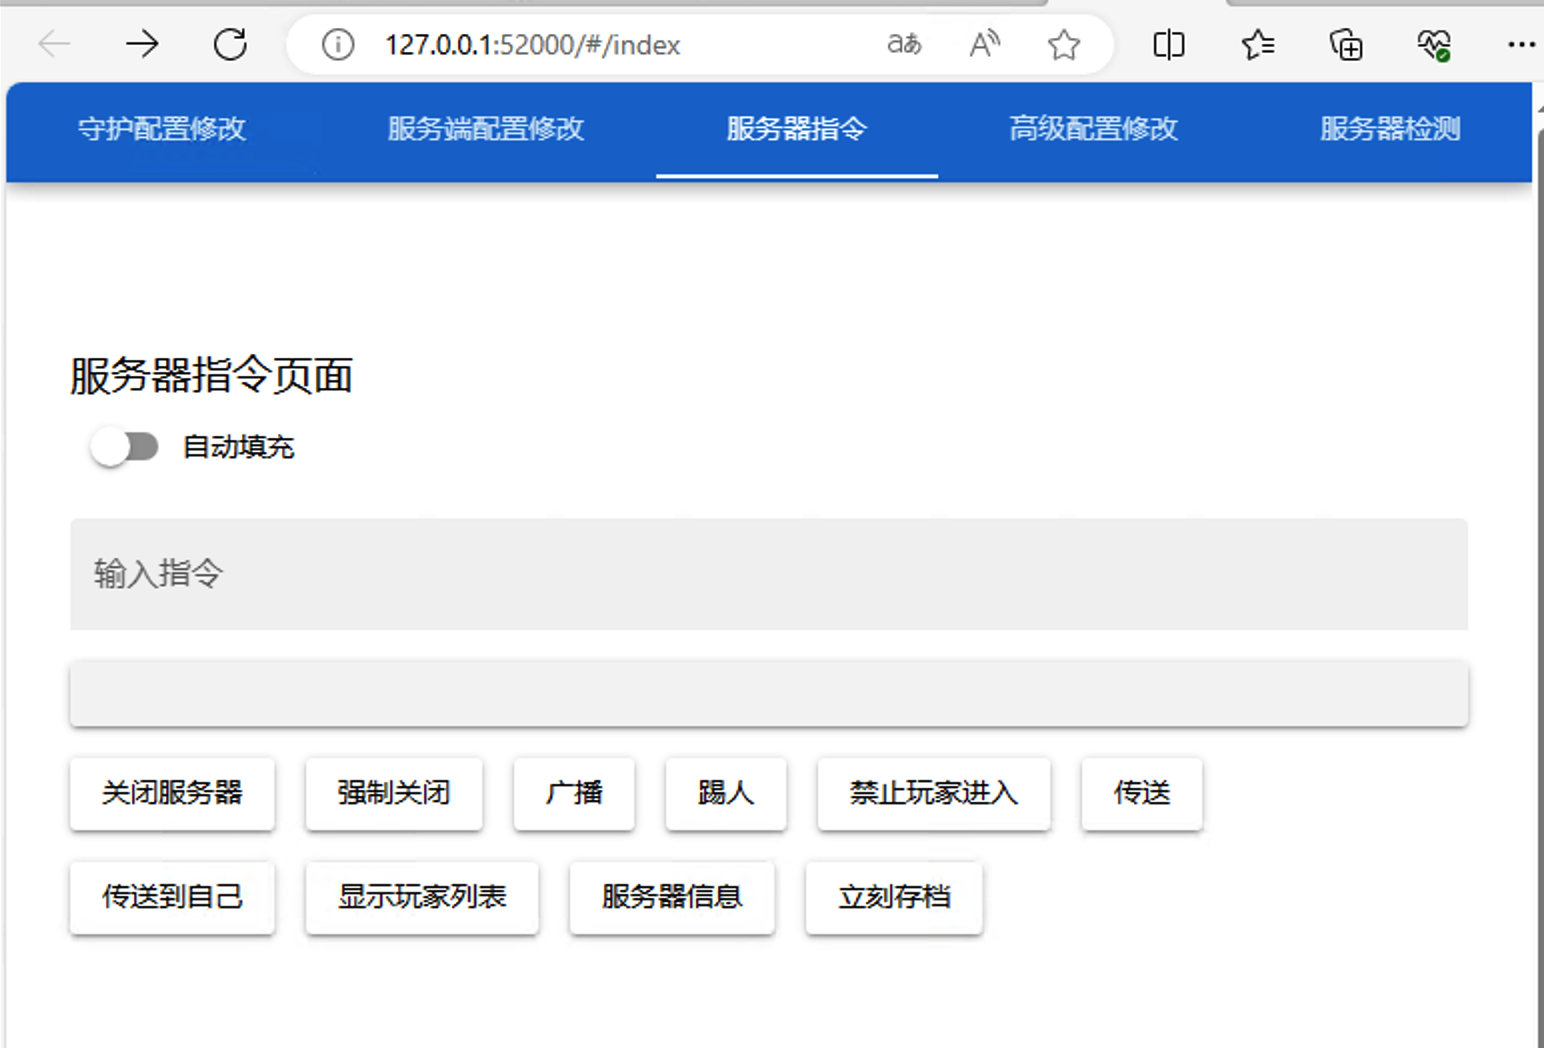 127.0.0.1:52000/#/index
守护配置修改 服务端配置修改 服务器指令 高级配置修改 服务器检测
服务器指令页面
自动填充
输入指令
关闭服务器 强制关闭 广播 踢人 禁止玩家进入 传送
传送到自己 显示玩家列表 服务器信息 立刻存档